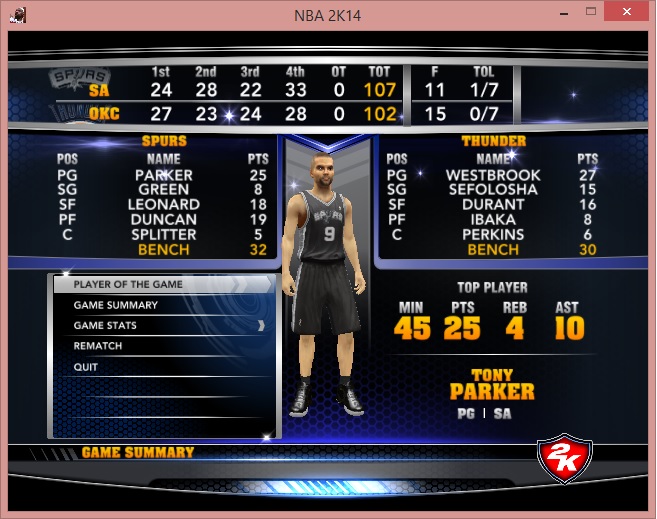 NBA 2K14
1st 2nd 3rd 4th OT TOT F TOL
SPURS
SA 24 28 22 33 0 107 11 1/7
THUNDER
OKC 27 23 24 28 0 102 15 0/7
SPURS
POS NAME PTS
PG PARKER 25
SG GREEN 8
SF LEONARD 18
PF DUNCAN 19
C SPLITTER 5
BENCH 32
THUNDER
POS NAME PTS
PG WESTBROOK 27
SG SEFOLOSHA 15
SF DURANT 16
PF IBAKA 8
C PERKINS 6
BENCH 30
SPURS
9
PLAYER OF THE GAME
GAME SUMMARY
GAME STATS
REMATCH
QUIT
TOP PLAYER
MIN PTS REB AST
45 25 4 10
TONY
PARKER
PG | SA
GAME SUMMARY
2K